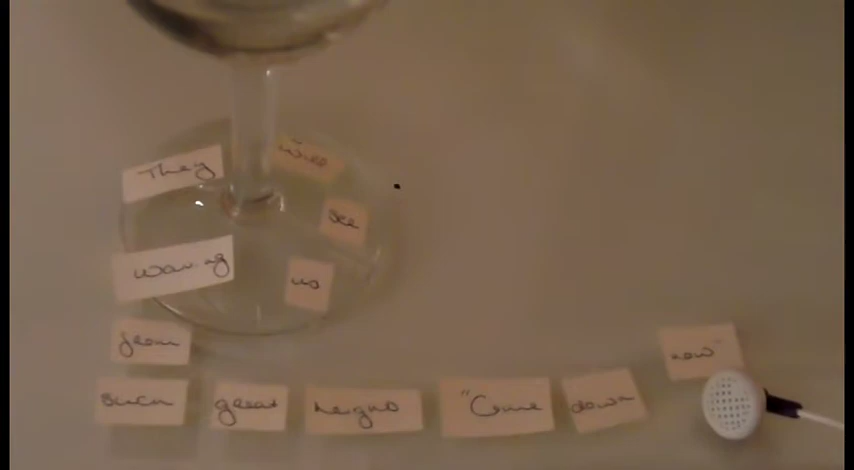 They will
see
us
waving
from
such great heights "Come down now"